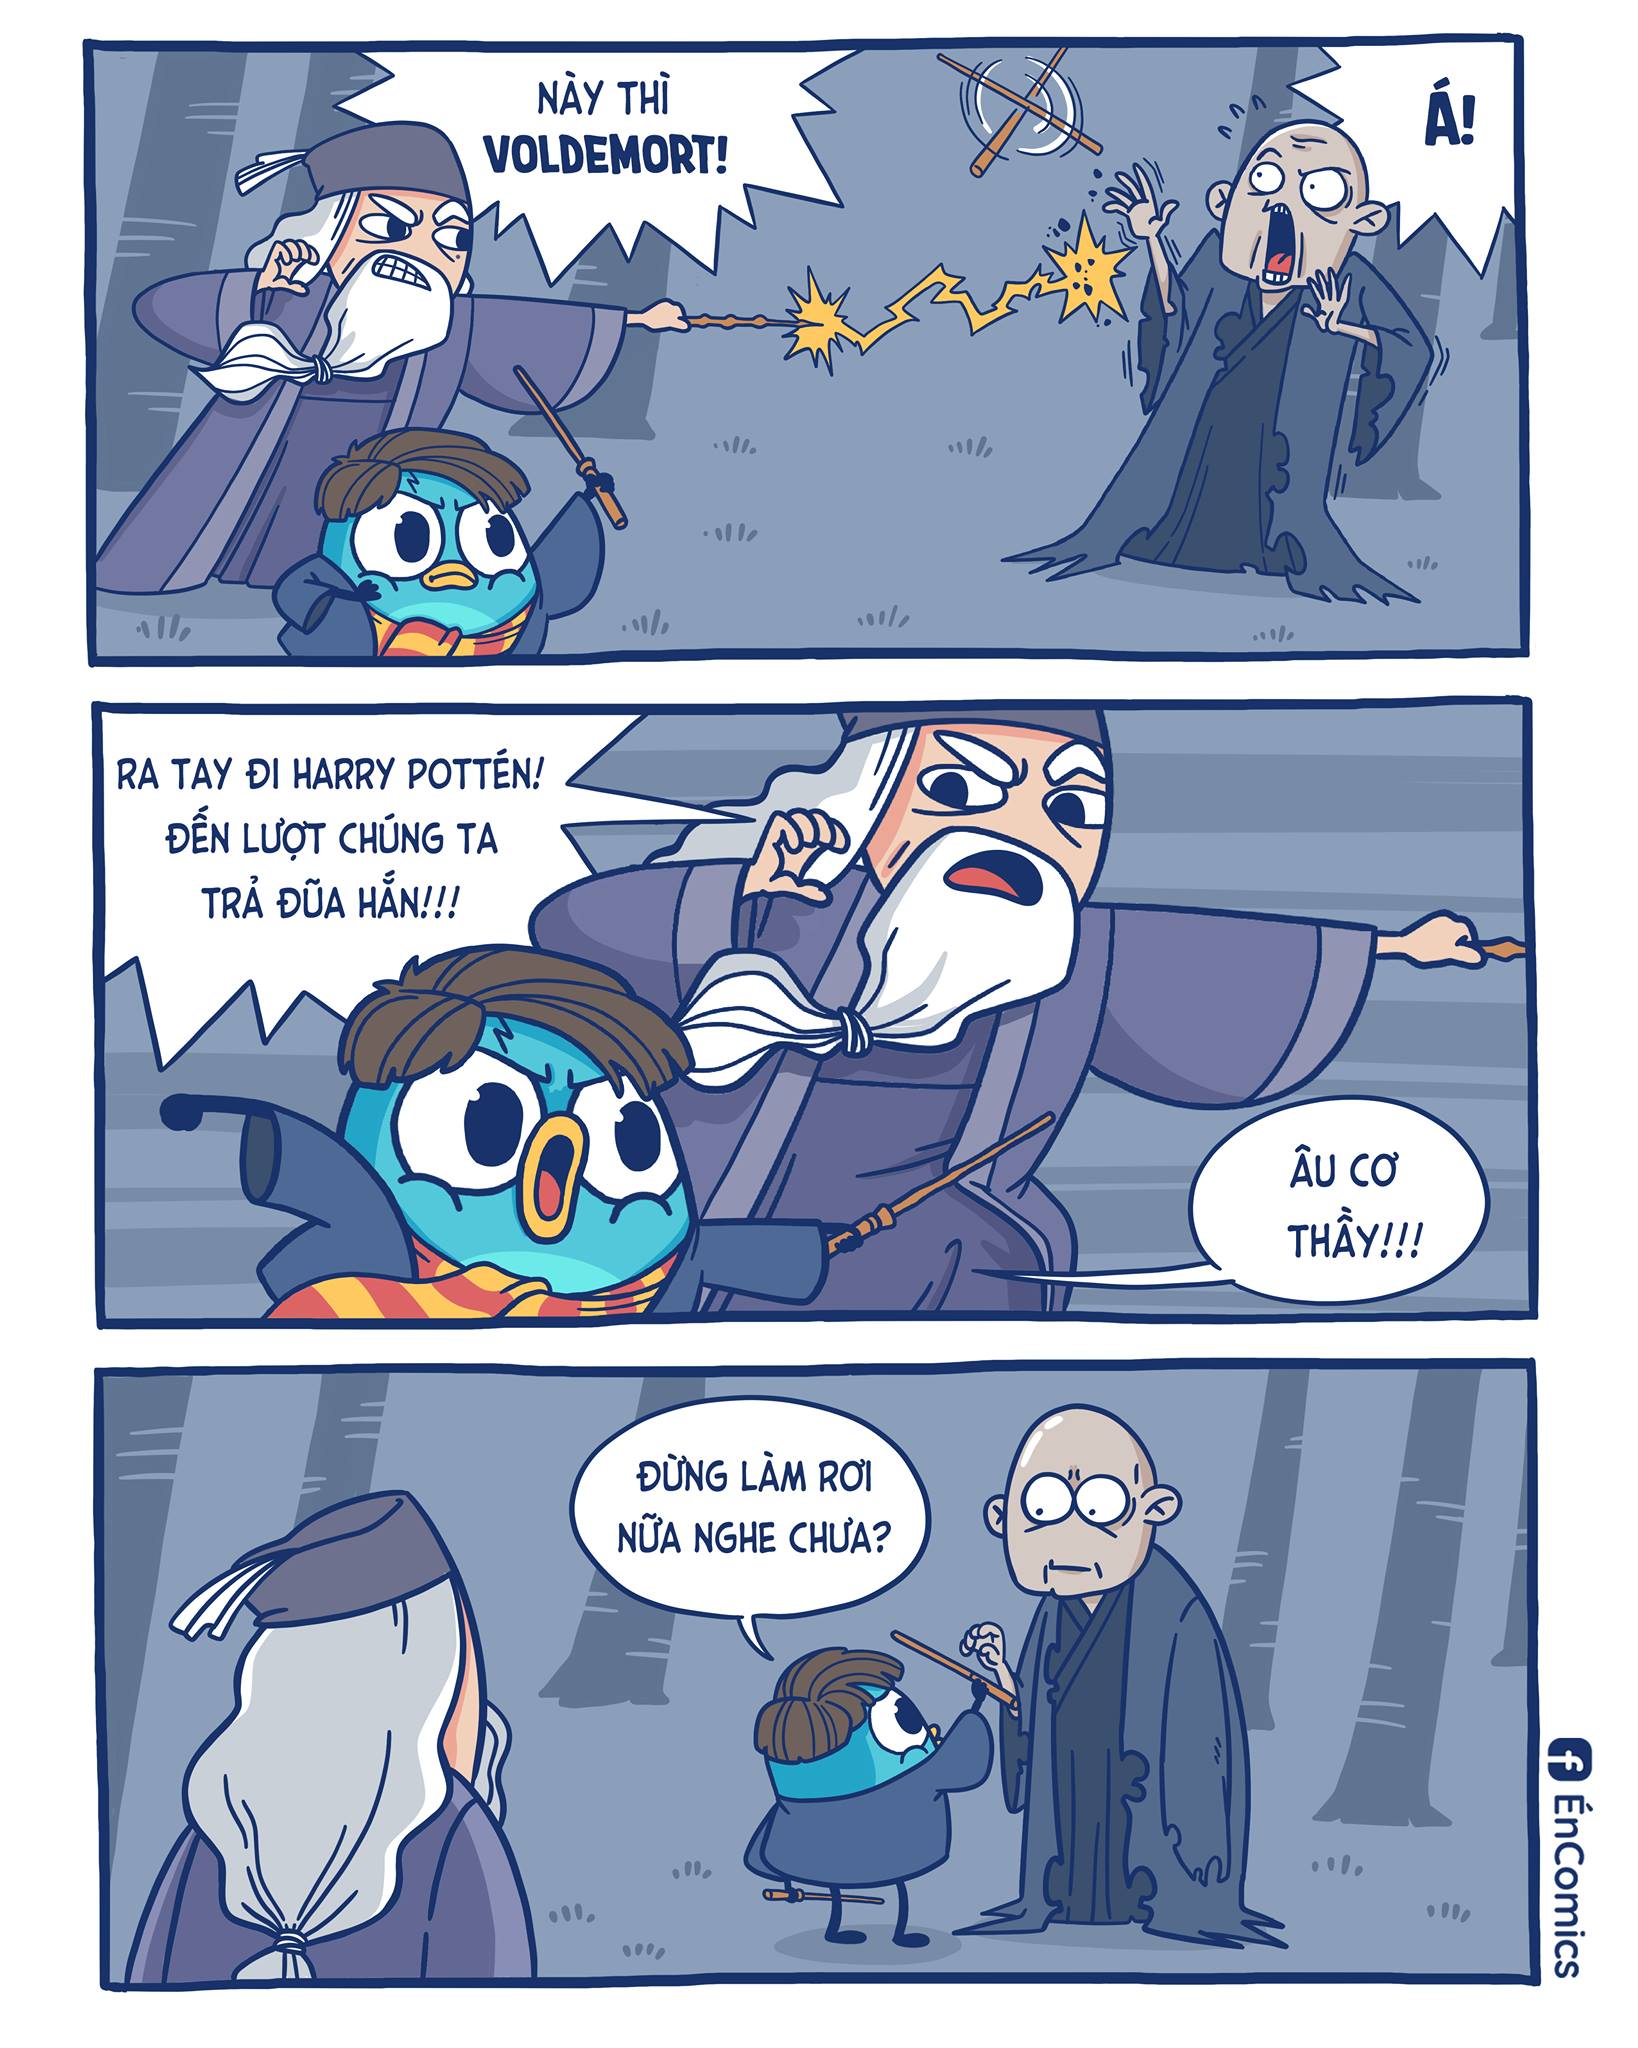 NÀY THÌ
VOLDEMORT!
Á!
RA TAY ĐI HARRY POTTÉN!
ĐẾN LƯỢT CHÚNG TA
TRẢ ĐŨA HẮN!!!
ÂU CƠ
THẦY!!!
ĐỪNG LÀM RƠI
NỮA NGHE CHƯA?
f ÉnComics